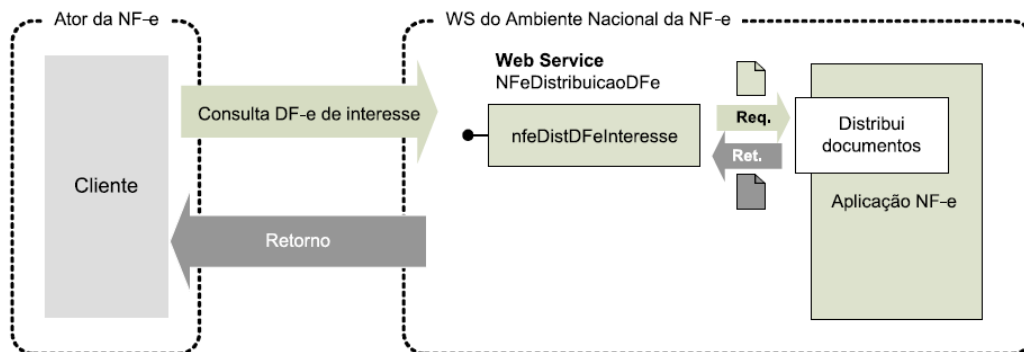 Ator da NF-e
WS do Ambiente Nacional da NF-e
Web Service
NFeDistribuicaoDFe
Consulta DF-e de interesse
nfeDistDFeInteresse
Req.
Ret.
Distribui
documentos
Cliente
Aplicação NF-e
Retorno